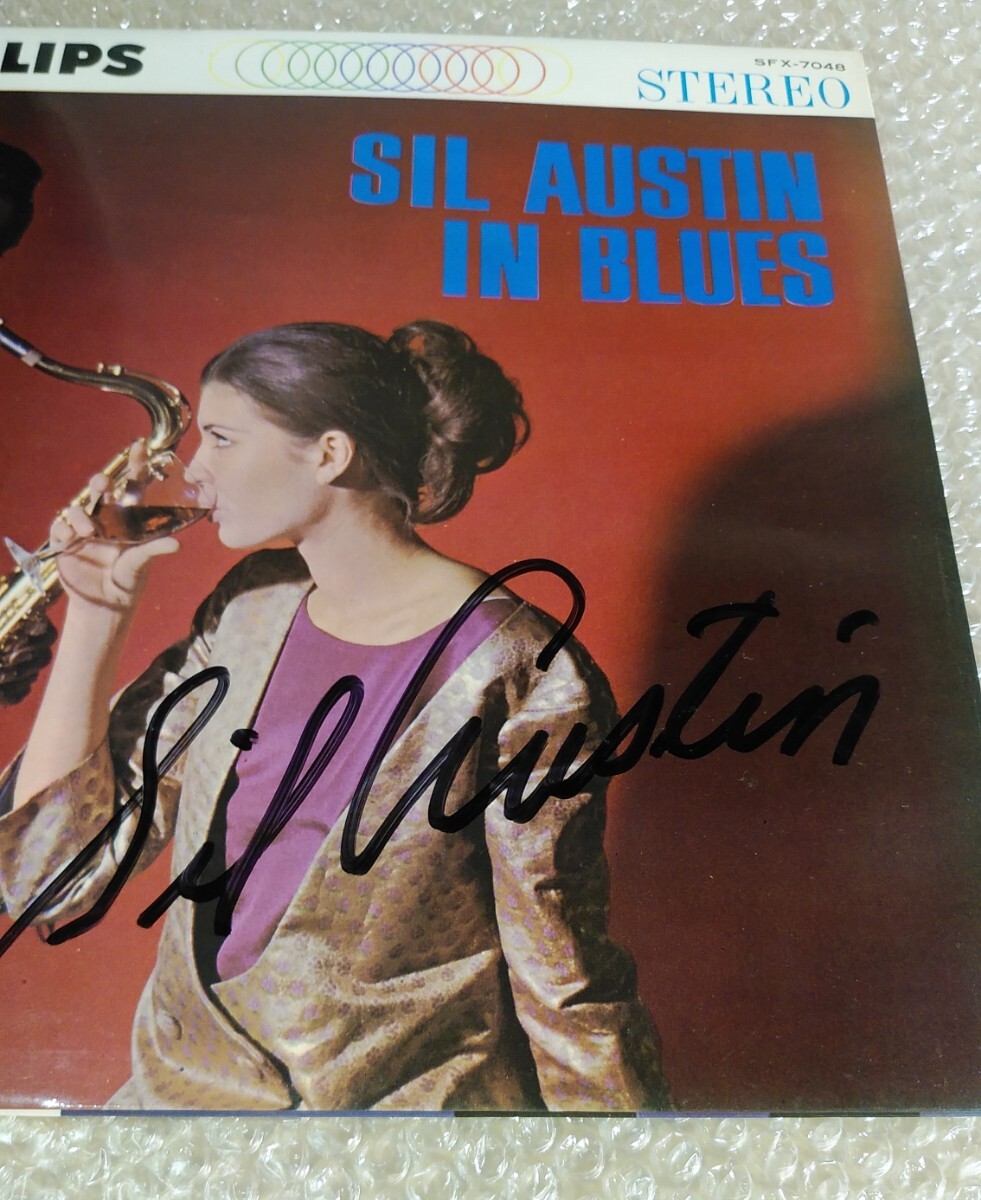 LIPS
SFX-7048
STEREO
SIL AUSTIN
IN BLUES
Sil Austin